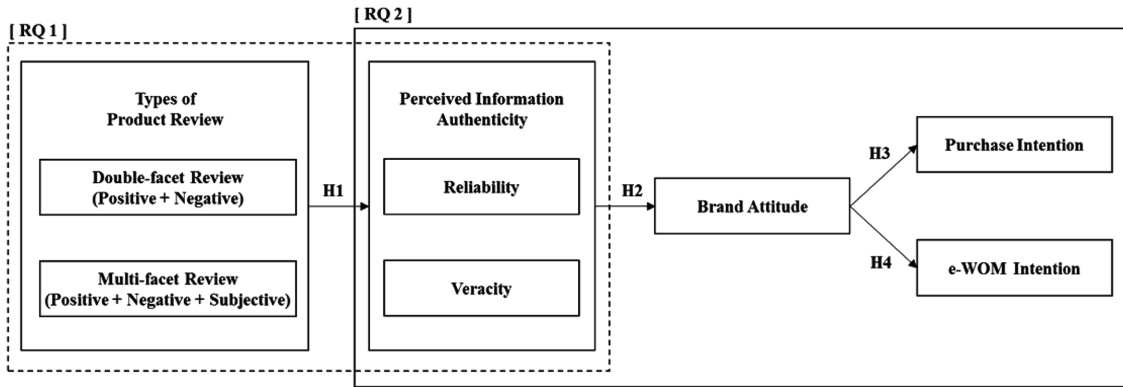 [ RQ 1 ]
[ RQ 2 ]
Types of
Product Review
Double-facet Review
(Positive + Negative)
Multi-facet Review
(Positive + Negative + Subjective)
H1
Perceived Information
Authenticity
Reliability
Veracity
H2
Brand Attitude
H3
H4
Purchase Intention
e-WOM Intention